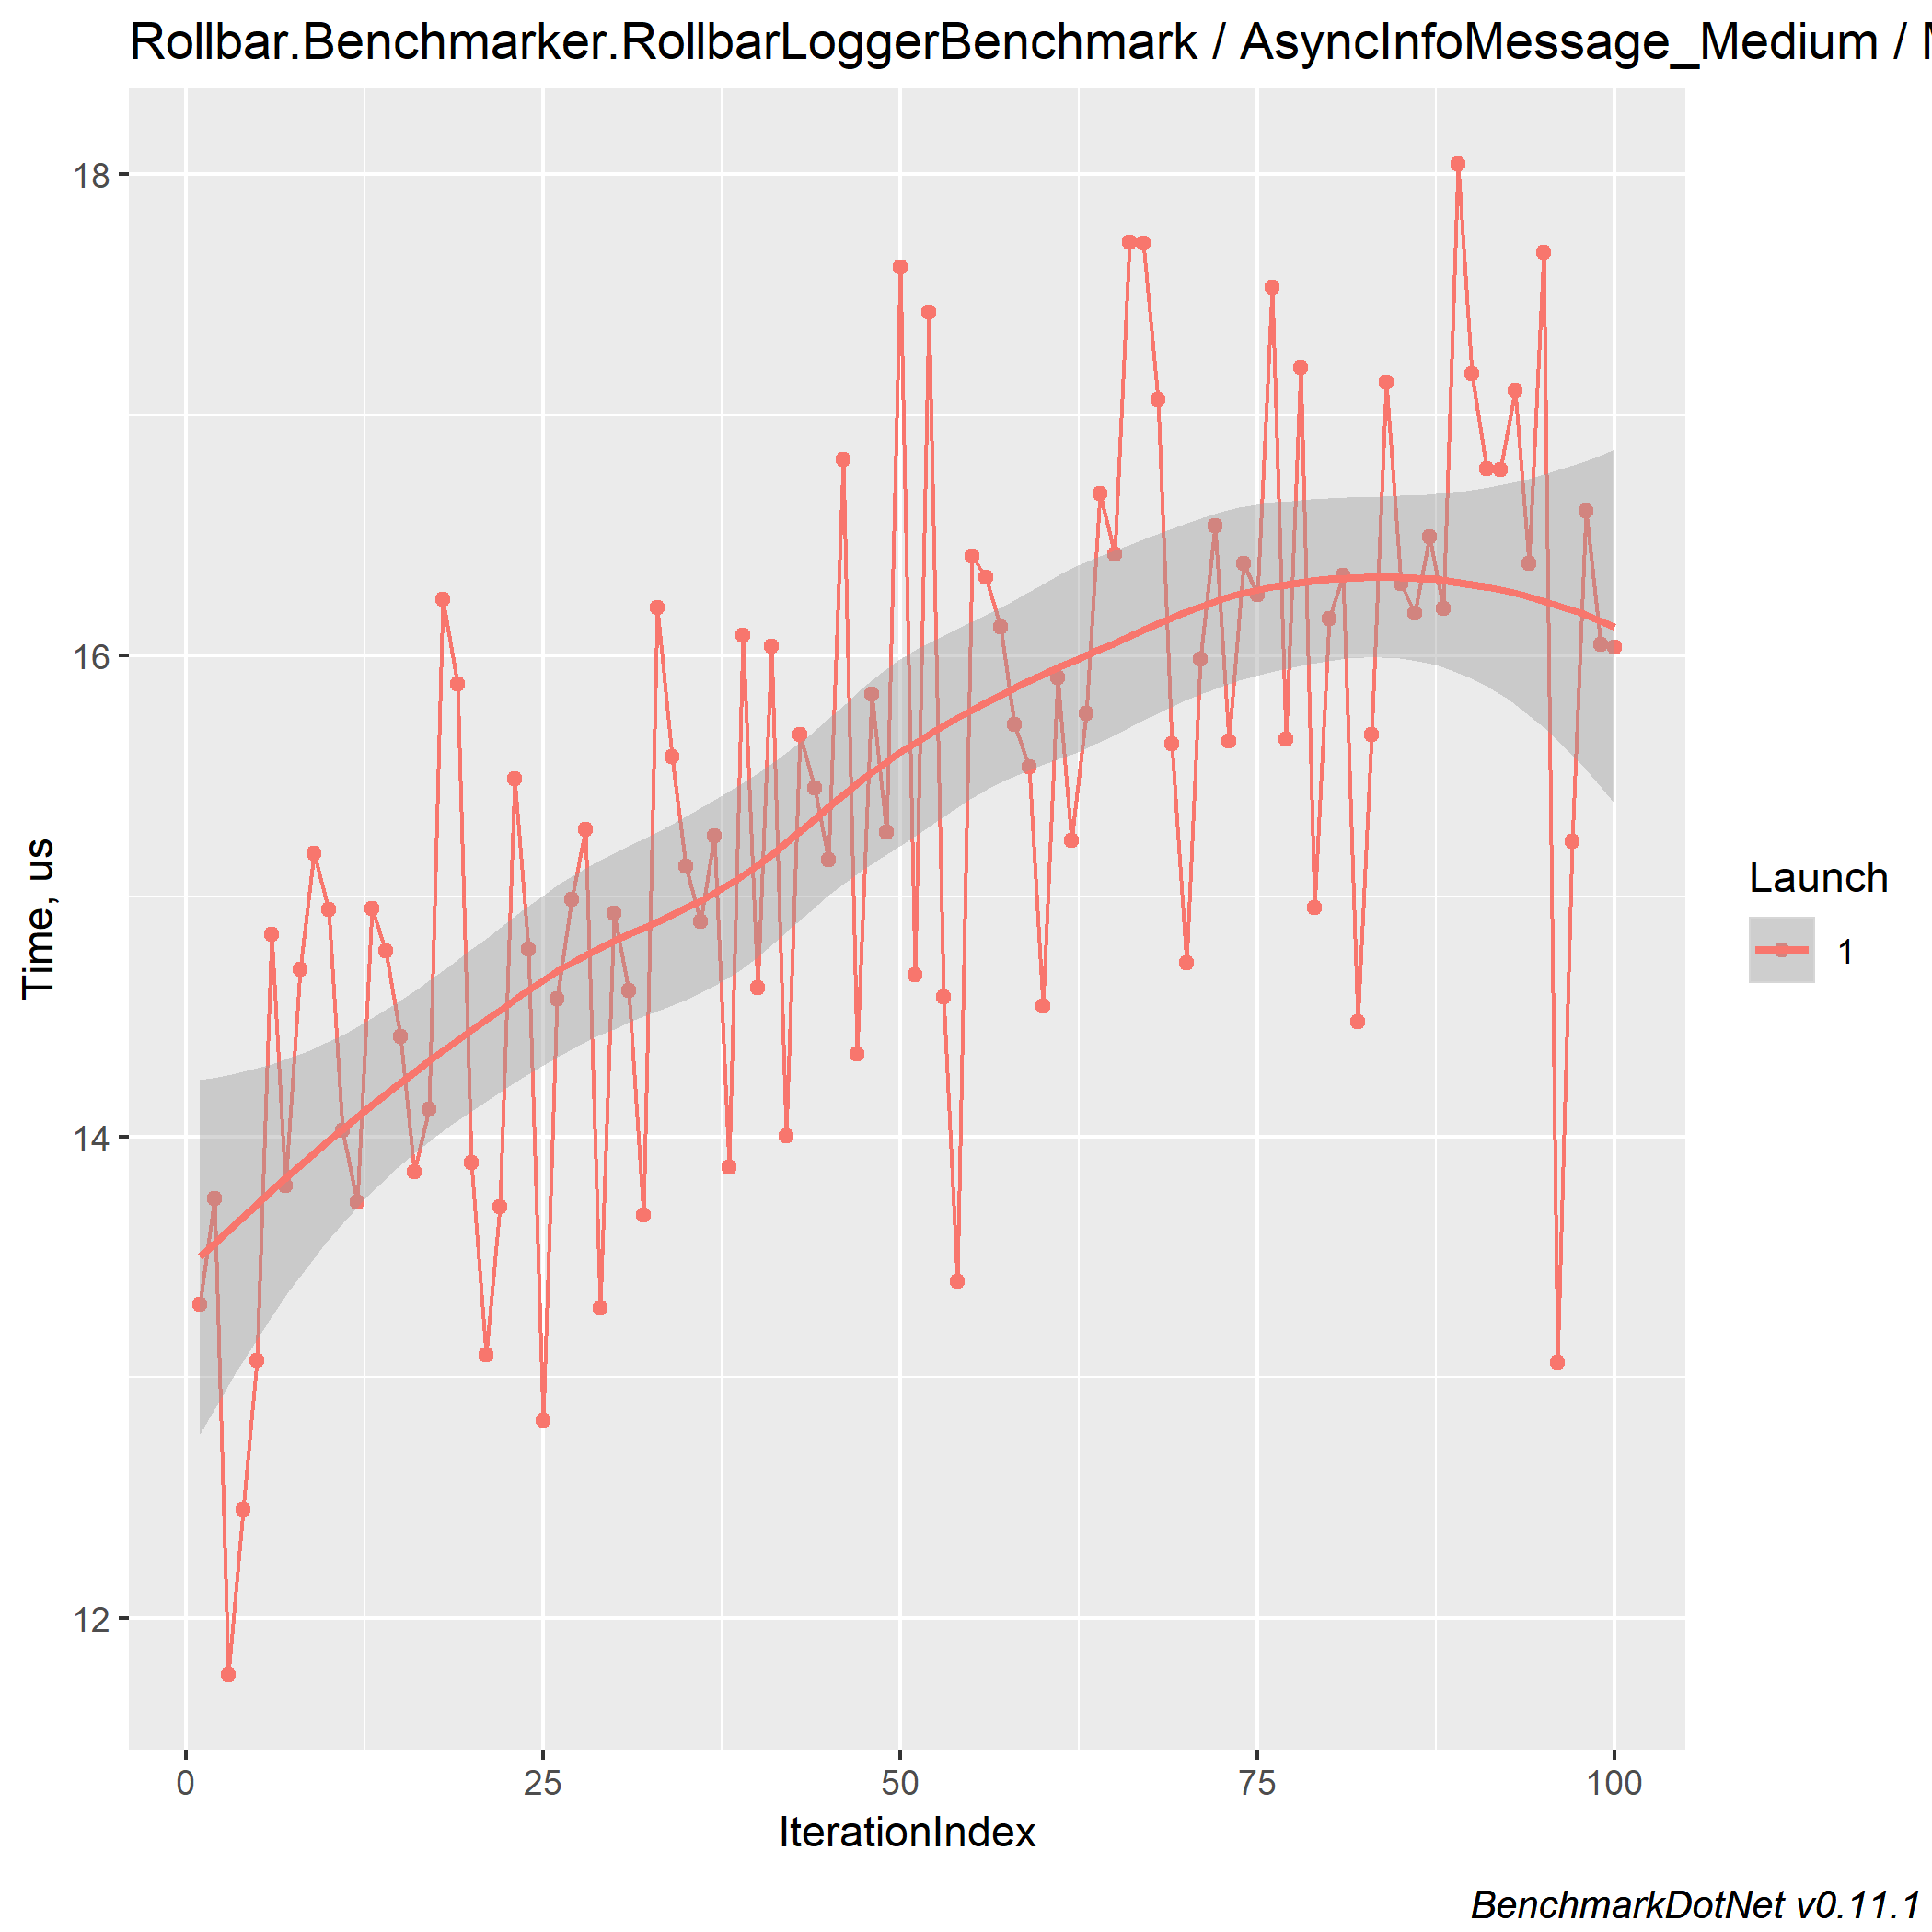 Rollbar.Benchmarker.RollbarLoggerBenchmark / AsyncInfoMessage_Medium /
18
16
14
12
Time, us
0 25 50 75 100
IterationIndex
Launch
1
BenchmarkDotNet v0.11.1